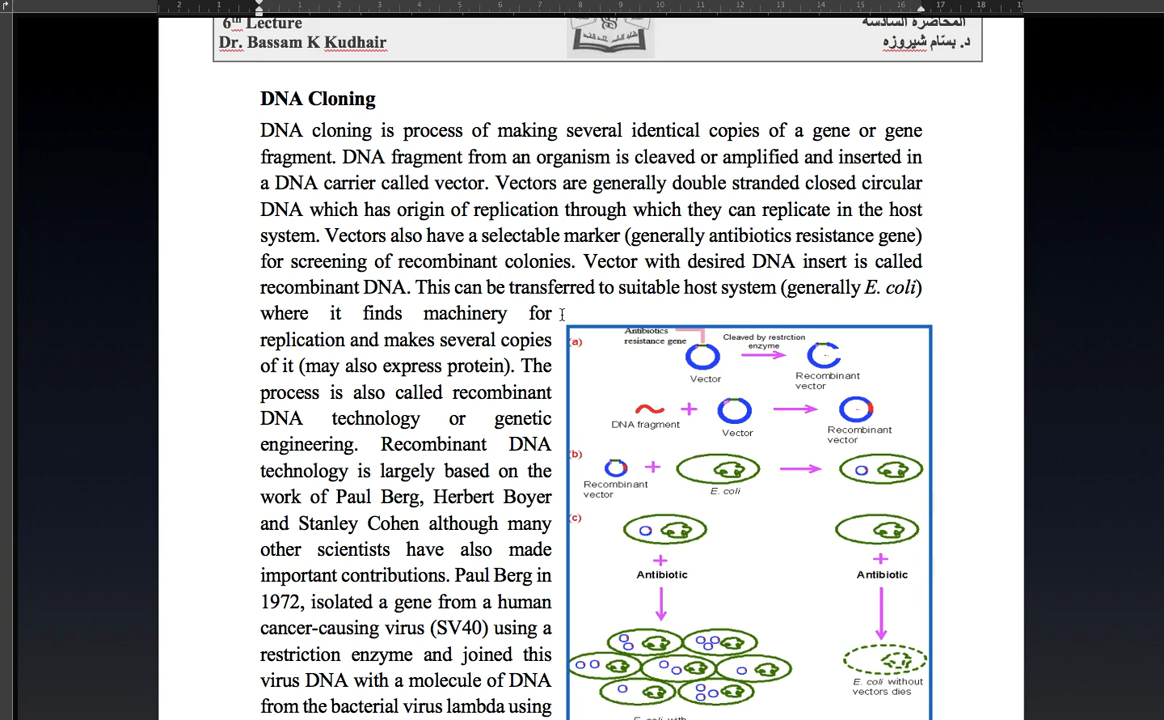 6th Lecture
المحاضرة السادسة
Dr. Bassam K Kudhair
د. بسّام شيروزه
DNA Cloning
DNA cloning is process of making several identical copies of a gene or gene
fragment. DNA fragment from an organism is cleaved or amplified and inserted in
a DNA carrier called vector. Vectors are generally double stranded closed circular
DNA which has origin of replication through which they can replicate in the host
system. Vectors also have a selectable marker (generally antibiotics resistance gene)
for screening of recombinant colonies. Vector with desired DNA insert is called
recombinant DNA. This can be transferred to suitable host system (generally E. coli)
where it finds machinery for
replication and makes several copies
of it (may also express protein). The
process is also called recombinant
DNA technology or genetic
engineering. Recombinant DNA
technology is largely based on the
work of Paul Berg, Herbert Boyer
and Stanley Cohen although many
other scientists have also made
important contributions. Paul Berg in
1972, isolated a gene from a human
cancer-causing virus (SV40) using a
restriction enzyme and joined this
virus DNA with a molecule of DNA
from the bacterial virus lambda using
(a)
Antibiotics
resistance gene
Cleaved by restrction
enzyme
Vector
Recombinant
vector
DNA fragment
Vector
Recombinant
vector
(b)
Recombinant
vector
E. coli
(c)
Antibiotic
Antibiotic
E. coli without
vectors dies
E. coli with